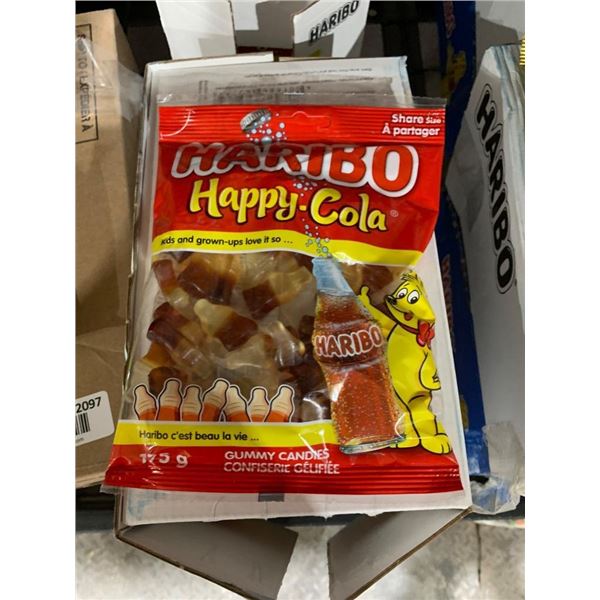 HARIBO
Share Size
À partager
HARIBO
Happy-Cola®
kids and grown-ups love it so ...
HARIBO
HARIBO
2097
Haribo c'est beau la vie ...
175 g
GUMMY CANDIES
CONFISERIE GÉLIFIÉE